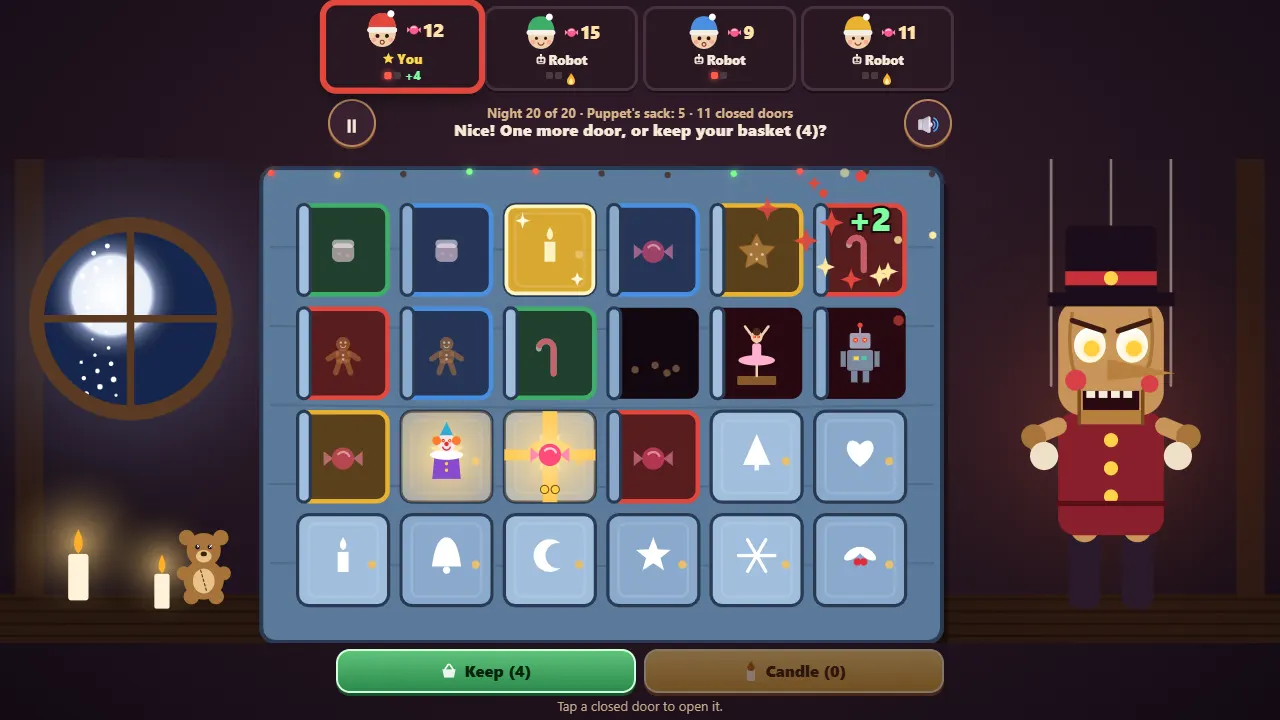 12
You
+4
15
Robot
9
Robot
11
Robot
Night 20 of 20 · Puppet's sack: 5 · 11 closed doors
Nice! One more door, or keep your basket (4)?
+2
Keep (4)
Candle (0)
Tap a closed door to open it.